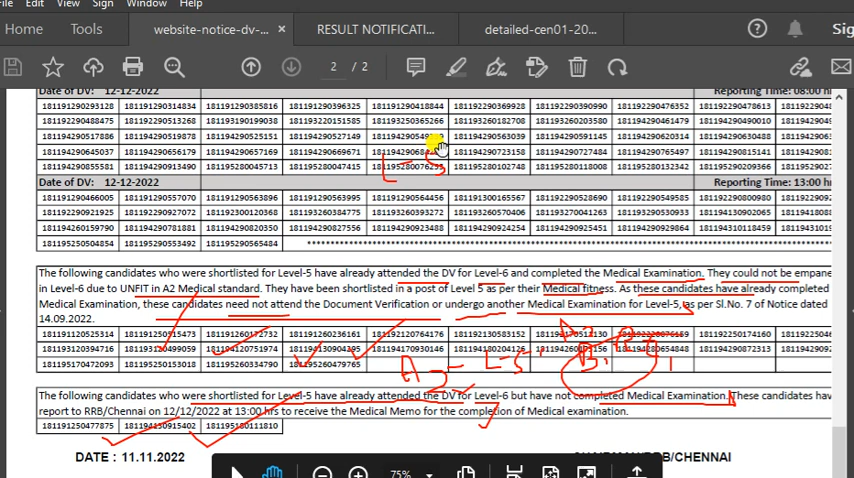 File Edit View Sign Window Help
Home Tools website-notice-dv-... × RESULT NOTIFICATI... detailed-cen01-20... Sig
2 / 2
Date of DV: 12-12-2022 Reporting Time: 08:00 h
181191290293128 181191290314834 181191290385816 181191290396325 181191290418844 181192290369928 181192290390990 181192290476352 181192290478613
181192290488475 181192290513268 181193190199038 181193220151585 181193250365266 181193260182708 181193260203580 181194290461479 181194290490010
181194290517886 181194290519878 181194290525151 181194290527149 181194290563039 181194290591145 181194290620314 181194290630488
181194290645037 181194290656179 181194290657169 181194290669671 181194290723158 181194290727484 181194290784497 181194290815141
181194290855581 181194290913490 181195280045713 181195280047415 181195280102748 181195280118008 181195280132342 181195290209366
Date of DV: 12-12-2022 Reporting Time: 13:00 hr
181191290466005 181191290557070 181191290563896 181191290563995 181191290564456 181191300165567 181192290528690 181192290549585 181192290800980
181192290921925 181192290927072 181192300120368 181193260384775 181193260393272 181193260570406 181193270041263 181193290530933 181194130902065
181194260159790 181194290781881 181194290820350 181194290827556 181194290923488 181194290924254 181194290929756 181194290929864 181194310118459
181195250504854 181195290553492 181195290565484
The following candidates who were shortlisted for Level-5 have already attended the DV for Level-6 and completed the Medical Examination. They could not be empane
in Level-6 due to UNFIT in A2 Medical standard. They have been shortlisted in a post of Level 5 as per their Medical fitness. As these candidates have already completed
Medical Examination, these candidates need not attend the Document Verification or undergo another Medical Examination for Level-5, as per Sl.No. 7 of Notice dated
14.09.2022.
181191120525314 181191250915473 181191260172732 181191260236161 181191120764176 181192130583152 181192250174160
181193120394716 181193120499059 181194120751974 181194130904395 181194170930146 181194180204126 181194290872313
181195170472093 181195250153018 181195260334790 181195260479765
L-5
A3 - L-5
The following candidates who were shortlisted for Level-5 have already attended the DV for Level-6 but have not completed Medical Examination. These candidates hav
report to RRB/Chennai on 12/12/2022 at 13:00 hrs to receive the Medical Memo for the completion of Medical examination.
181191250477875 181194130915402 181195180111810
DATE : 11.11.2022
75%